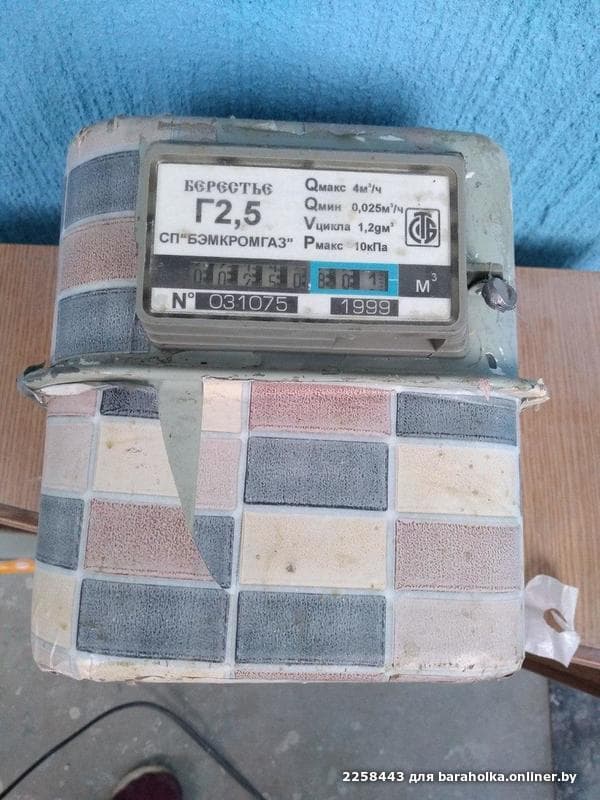 БЕРЕСТЬЕ
Г2,5
СП"БЭМКРОМГАЗ"
Qмакс 4м³/ч
Qмин 0,025м³/ч
Vцикла 1,2дм³
Pмакс 10кПа
СТБ
м³
N° 031075 1999
2258443 для baraholka.onliner.by